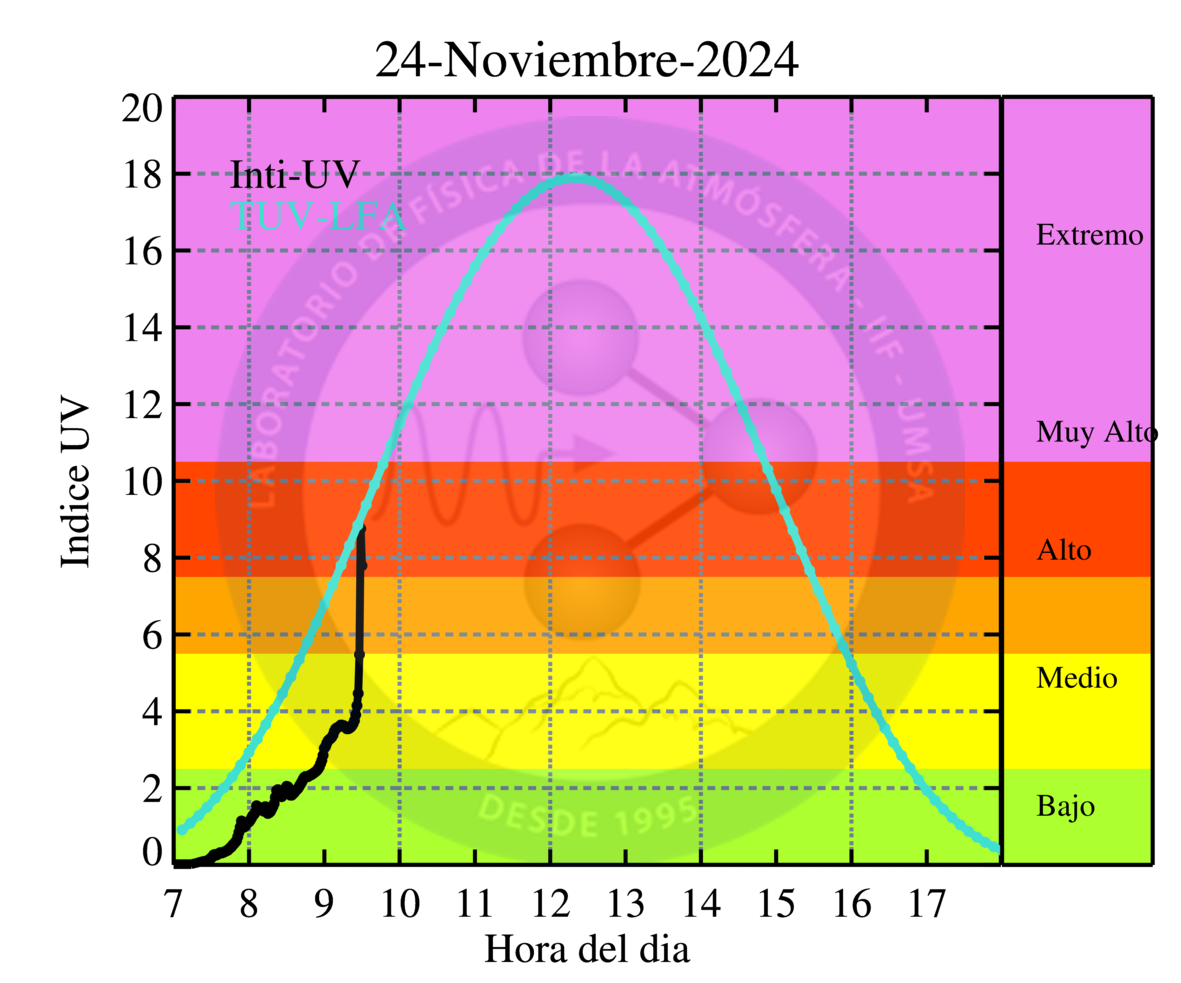 24-Noviembre-2024
20
18
16
14
12
10
8
6
4
2
0
Indice UV
Inti-UV
TUV-LFA
LABORATORIO DE FÍSICA DE LA ATMÓSFERA - IIF - UMSA
DESDE 1995
Extremo
Muy Alto
Alto
Medio
Bajo
7 8 9 10 11 12 13 14 15 16 17
Hora del dia